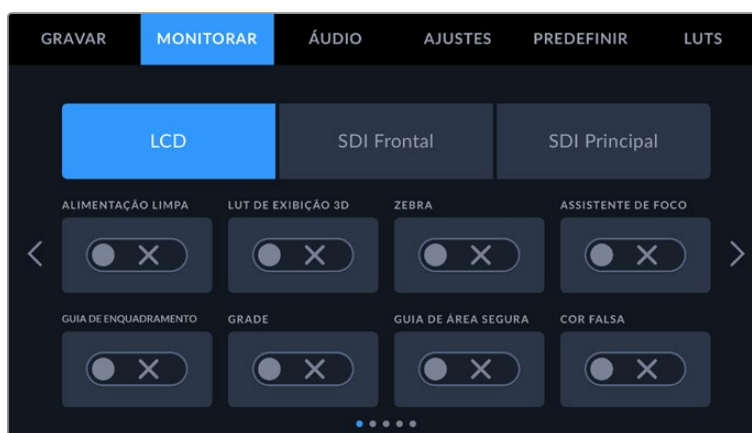 GRAVAR MONITORAR ÁUDIO AJUSTES PREDEFINIR LUTS
LCD SDI Frontal SDI Principal
ALIMENTAÇÃO LIMPA LUT DE EXIBIÇÃO 3D ZEBRA ASSISTENTE DE FOCO
GUIA DE ENQUADRAMENTO GRADE GUIA DE ÁREA SEGURA COR FALSA